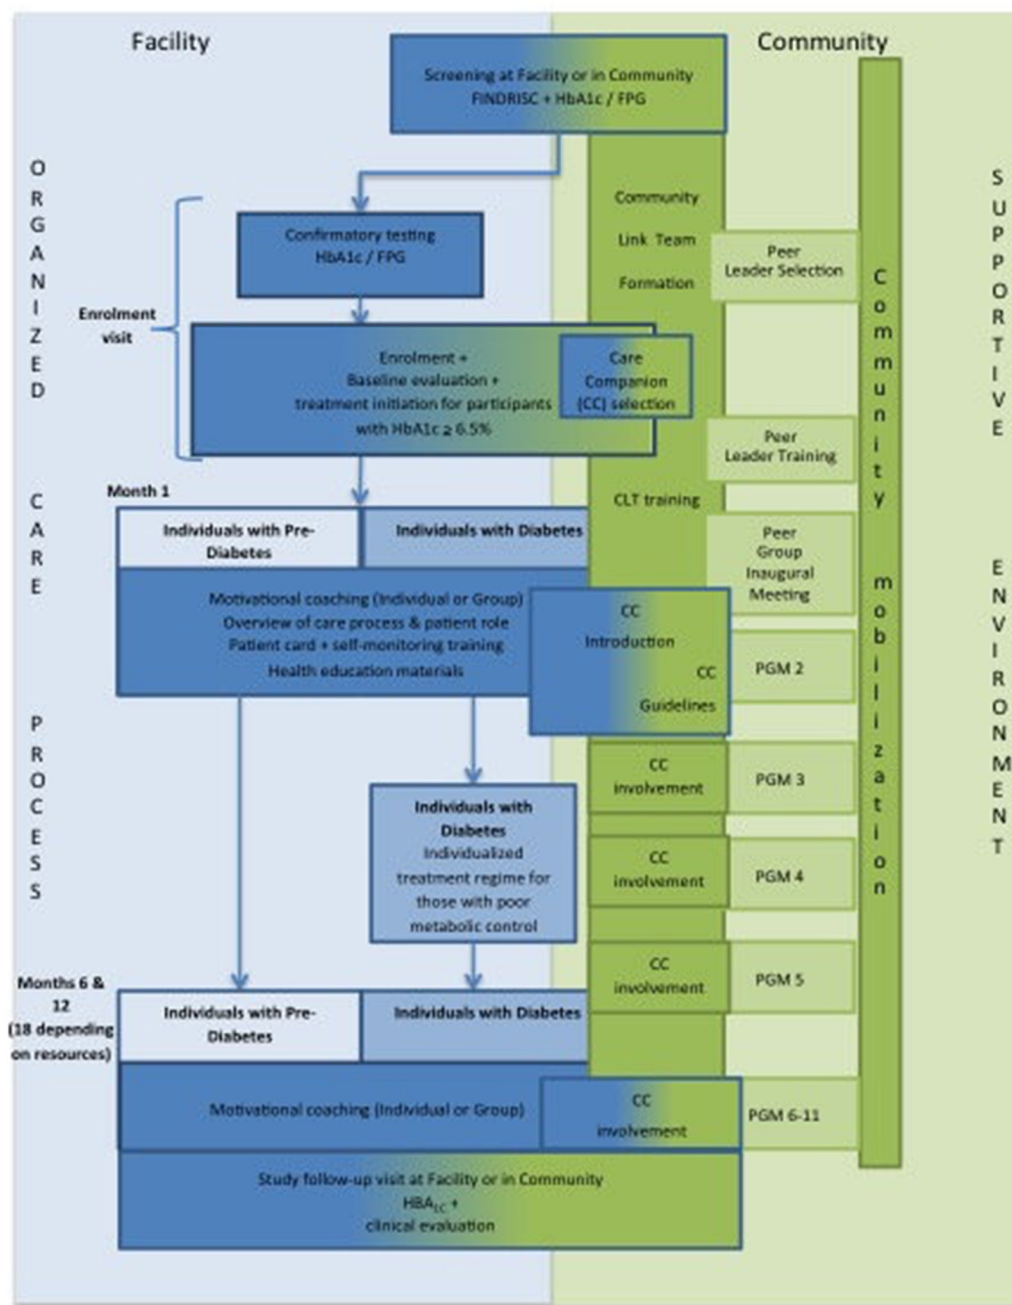 Facility
Community
Screening at Facility or in Community
FINDRISC + HbA1c / FPG
ORGANIZED
CARE
PROCESS
SUPPORTIVE
ENVIRONMENT
Community mobilization
Community
Link Team
Formation
Confirmatory testing
HbA1c / FPG
Peer
Leader Selection
Enrolment
visit
Enrolment +
Baseline evaluation +
treatment initiation for participants
with HbA1c ≥ 6.5%
Care
Companion
(CC) selection
Peer
Leader Training
Month 1
CLT training
Individuals with Pre-
Diabetes
Individuals with Diabetes
Peer
Group
Inaugural
Meeting
Motivational coaching (Individual or Group)
Overview of care process & patient role
Patient card + self-monitoring training
Health education materials
CC
Introduction
CC
Guidelines
PGM 2
CC
involvement
PGM 3
Individuals with
Diabetes
Individualized
treatment regime for
those with poor
metabolic control
CC
involvement
PGM 4
CC
involvement
PGM 5
Months 6 &
12
(18 depending
on resources)
Individuals with Pre-
Diabetes
Individuals with Diabetes
Motivational coaching (Individual or Group)
CC
involvement
PGM 6-11
Study follow-up visit at Facility or in Community
HBA1C +
clinical evaluation